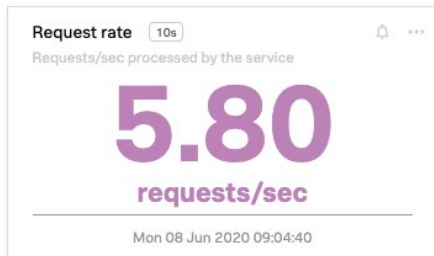 Request rate 10s
Requests/sec processed by the service
5.80
requests/sec
Mon 08 Jun 2020 09:04:40